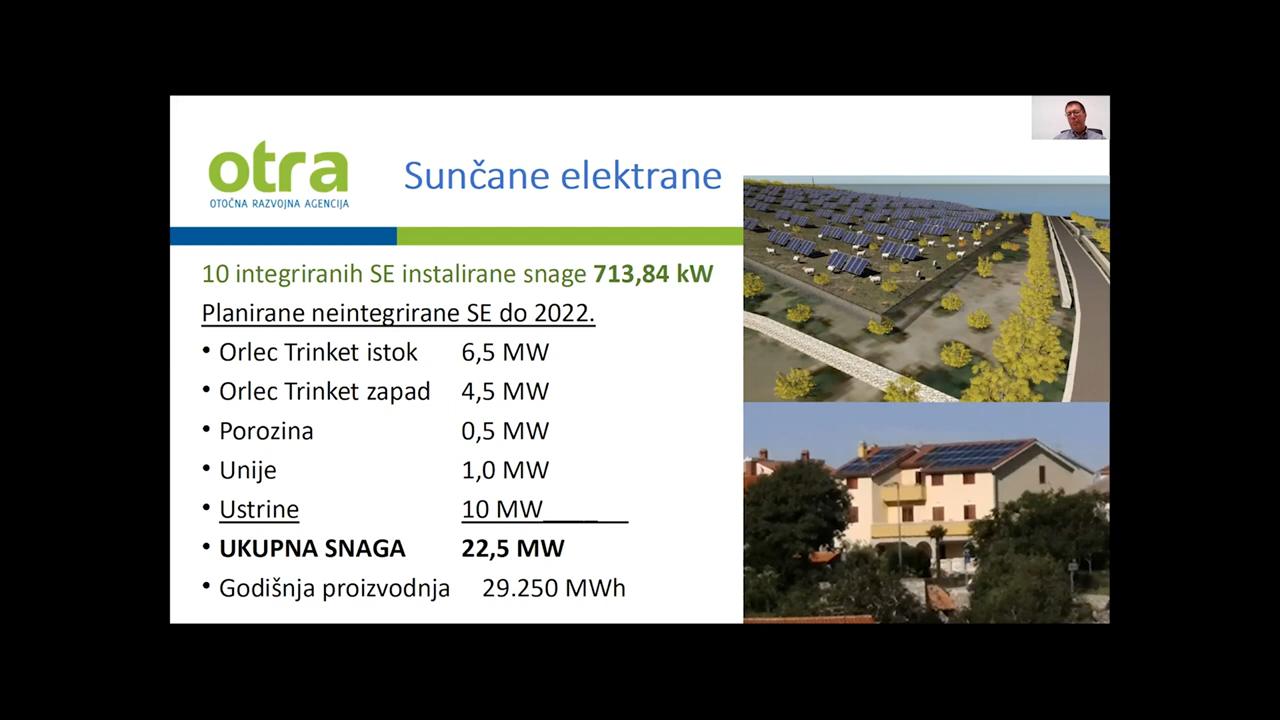 otra
OTOČNA RAZVOJNA AGENCIJA
Sunčane elektrane
10 integriranih SE instalirane snage 713,84 kW
Planirane neintegrirane SE do 2022.
• Orlec Trinket istok 6,5 MW
• Orlec Trinket zapad 4,5 MW
• Porozina 0,5 MW
• Unije 1,0 MW
• Ustrine 10 MW
• UKUPNA SNAGA 22,5 MW
• Godišnja proizvodnja 29.250 MWh